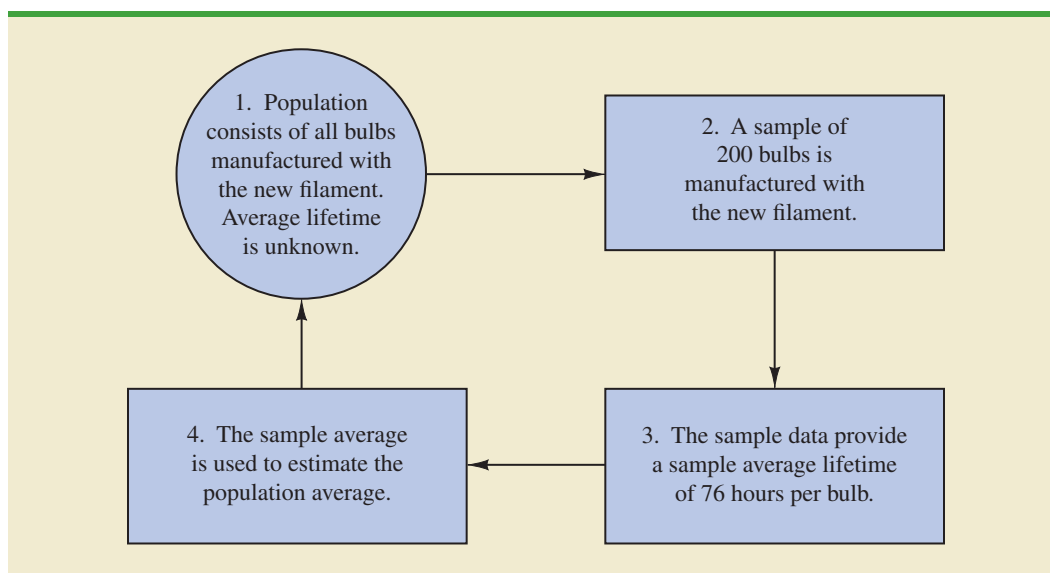 1. Population
consists of all bulbs
manufactured with
the new filament.
Average lifetime
is unknown.
2. A sample of
200 bulbs is
manufactured with
the new filament.
3. The sample data provide
a sample average lifetime
of 76 hours per bulb.
4. The sample average
is used to estimate the
population average.